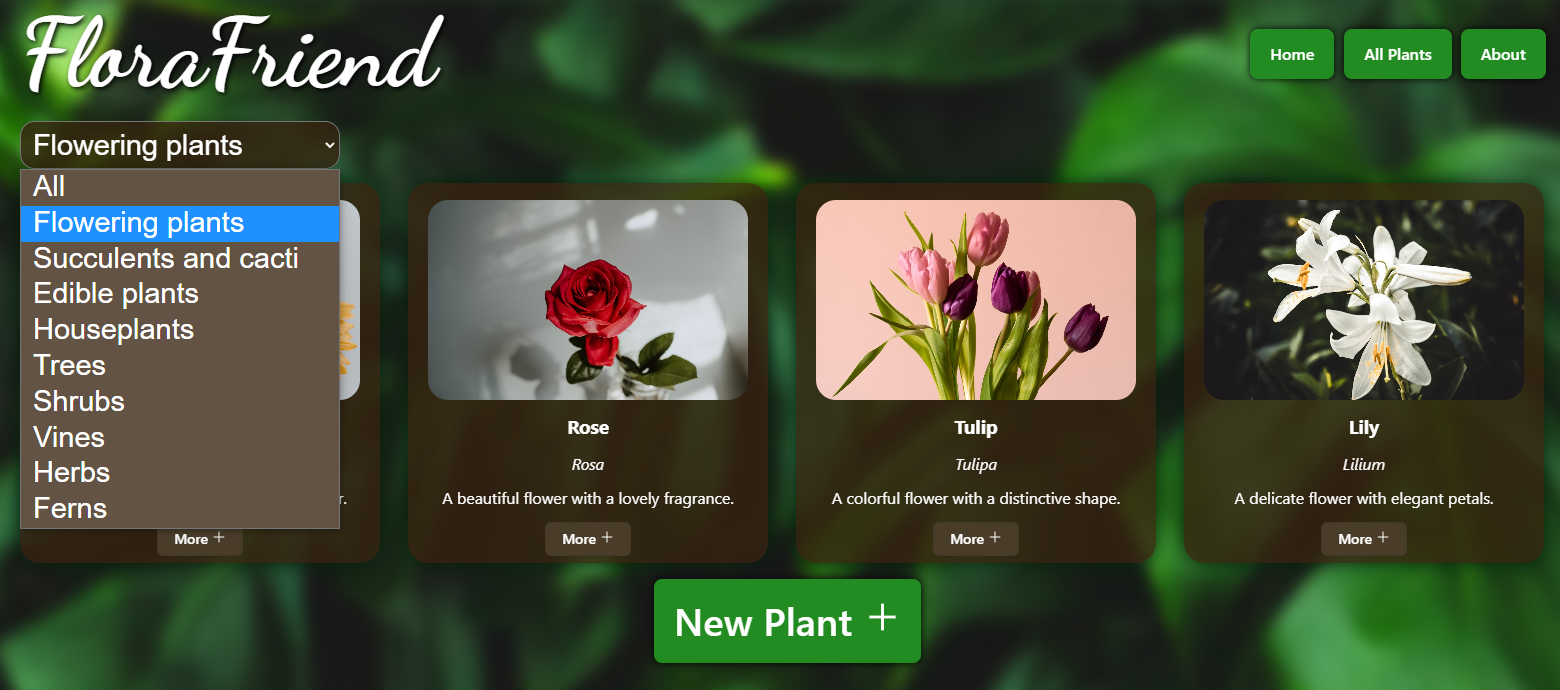 FloraFriend
Home
All Plants
About
Flowering plants
All
Flowering plants
Succulents and cacti
Edible plants
Houseplants
Trees
Shrubs
Vines
Herbs
Ferns
More +
Rose
Rosa
A beautiful flower with a lovely fragrance.
More +
Tulip
Tulipa
A colorful flower with a distinctive shape.
More +
Lily
Lilium
A delicate flower with elegant petals.
More +
New Plant +